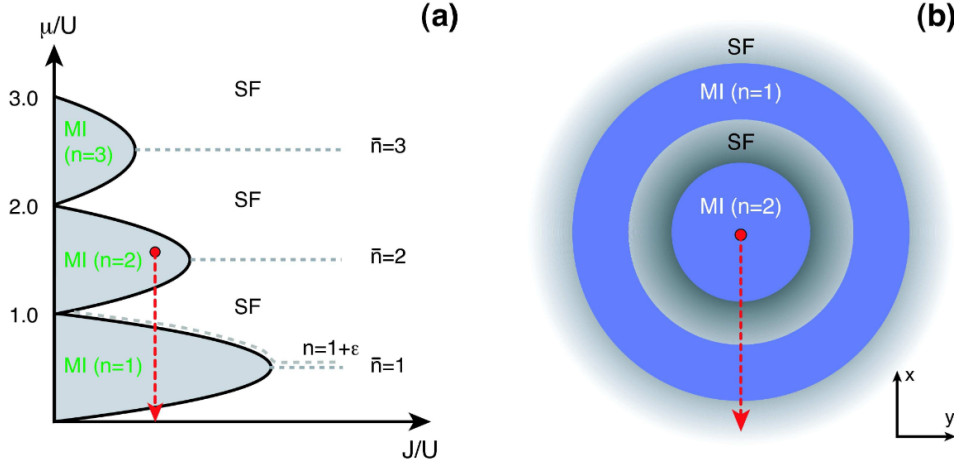 (a)
μ/U
3.0
2.0
1.0
SF
MI
(n=3)
n̄=3
SF
MI (n=2)
n̄=2
SF
n=1+ε
MI (n=1)
n̄=1
J/U
(b)
SF
MI (n=1)
SF
MI (n=2)
x
y